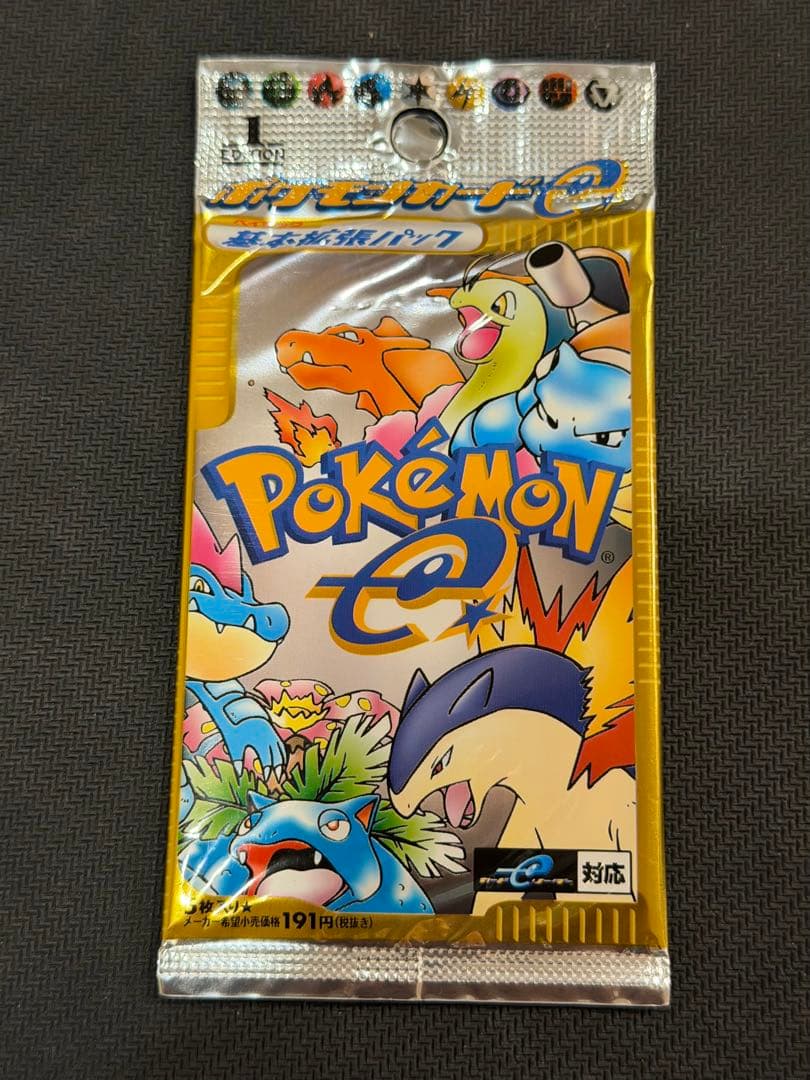 1
EDITION
ポケモンカードe
基本拡張パック
POKéMON
®
e
5枚入り★
対応
メーカー希望小売価格191円(税抜き)